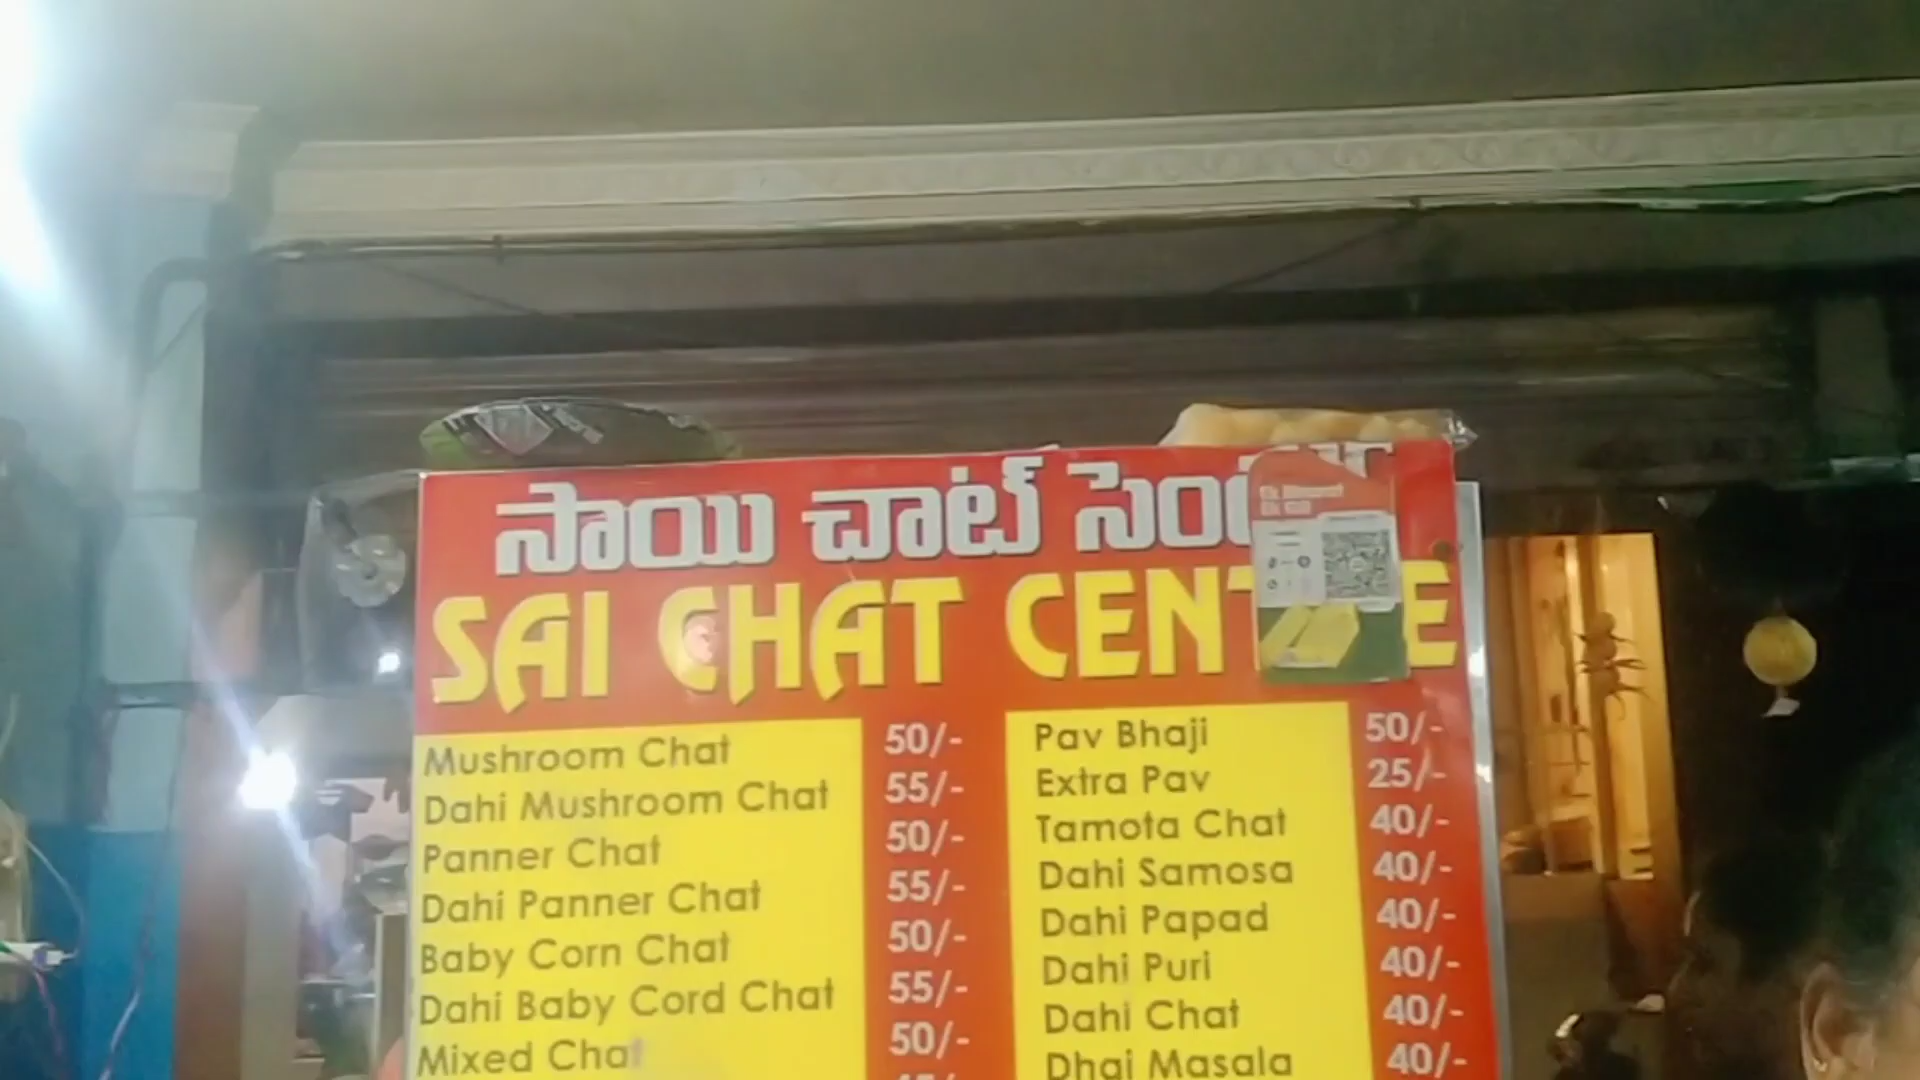 సాయి చాట్
SAI CHAT
Mushroom Chat 50/-
Dahi Mushroom Chat 55/-
Panner Chat 50/-
Dahi Panner Chat 55/-
Baby Corn Chat 50/-
Dahi Baby Cord Chat 55/-
Mixed Chat 50/-
Pav Bhaji 50/-
Extra Pav 25/-
Tamota Chat 40/-
Dahi Samosa 40/-
Dahi Papad 40/-
Dahi Puri 40/-
Dahi Chat 40/-
Dhai Masala 40/-